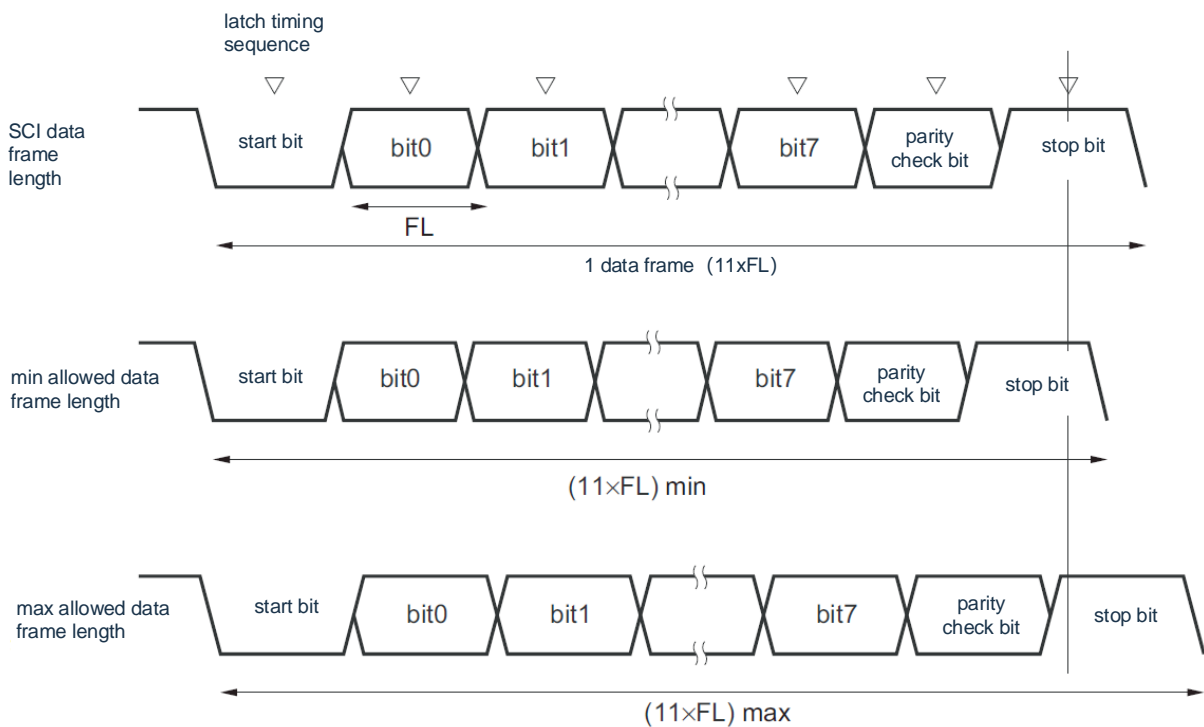 latch timing
sequence
SCI data
frame
length
start bit
bit0
bit1
bit7
parity
check bit
stop bit
FL
1 data frame (11xFL)
min allowed data
frame length
start bit
bit0
bit1
bit7
parity
check bit
stop bit
(11×FL) min
max allowed data
frame length
start bit
bit0
bit1
bit7
parity
check bit
stop bit
(11×FL) max